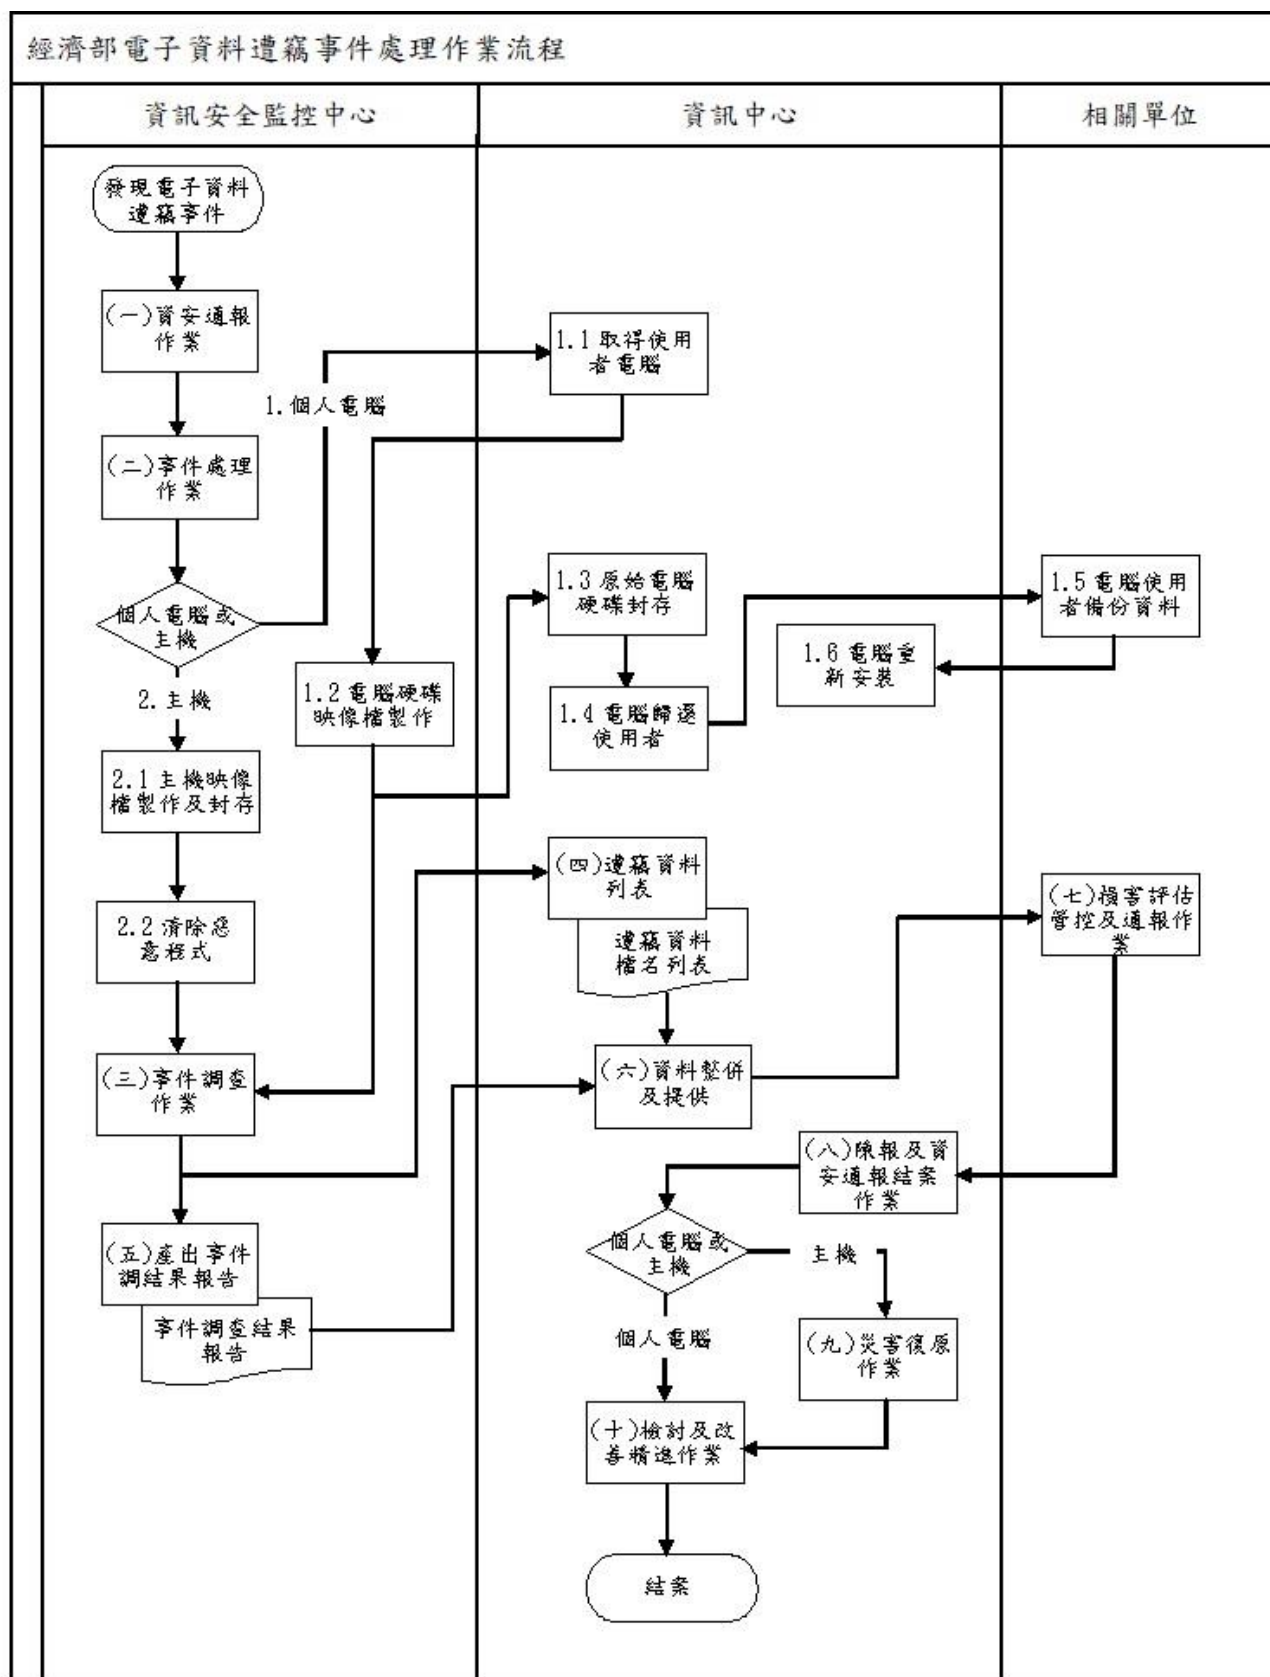 經濟部電子資料遭竊事件處理作業流程
資訊安全監控中心
資訊中心
相關單位
發現電子資料
遭竊事件
(一)資安通報
作業
(二)事件處理
作業
個人電腦或
主機
1.個人電腦
2.主機
1.1 取得使用
者電腦
1.2 電腦硬碟
映像檔製作
1.3 原始電腦
硬碟封存
1.4 電腦歸還
使用者
1.5 電腦使用
者備份資料
1.6 電腦重
新安裝
2.1 主機映像
檔製作及封存
2.2 清除惡
意程式
(三)事件調查
作業
(四)遭竊資料
列表
遭竊資料
檔名列表
(五)產出事件
調結果報告
事件調查結果
報告
(六)資料整併
及提供
(七)損害評估
管控及通報作
業
(八)陳報及資
安通報結案
作業
個人電腦或
主機
主機
個人電腦
(九)災害復原
作業
(十)檢討及改
善精進作業
結案